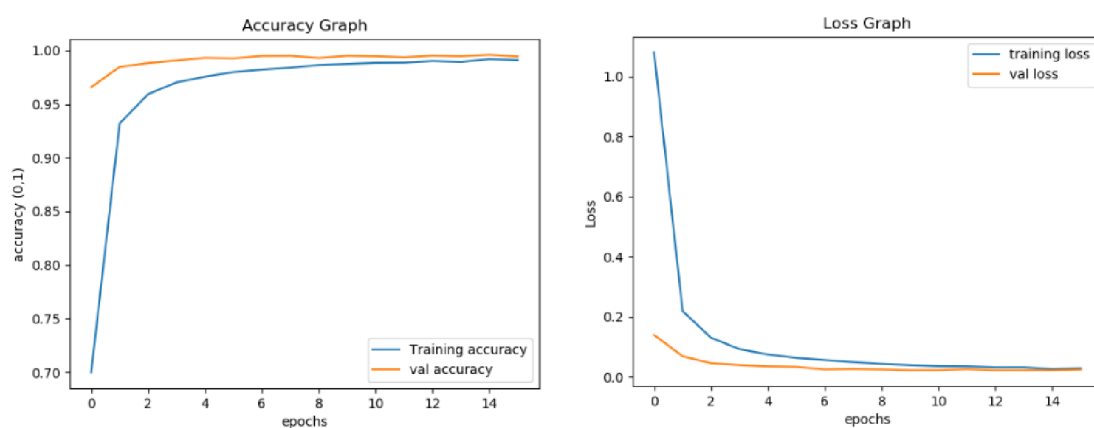 Accuracy Graph
1.00
0.95
0.90
0.85
0.80
0.75
0.70
accuracy (0,1)
Training accuracy
val accuracy
0 2 4 6 8 10 12 14
epochs
Loss Graph
1.0
0.8
0.6
0.4
0.2
0.0
Loss
training loss
val loss
0 2 4 6 8 10 12 14
epochs